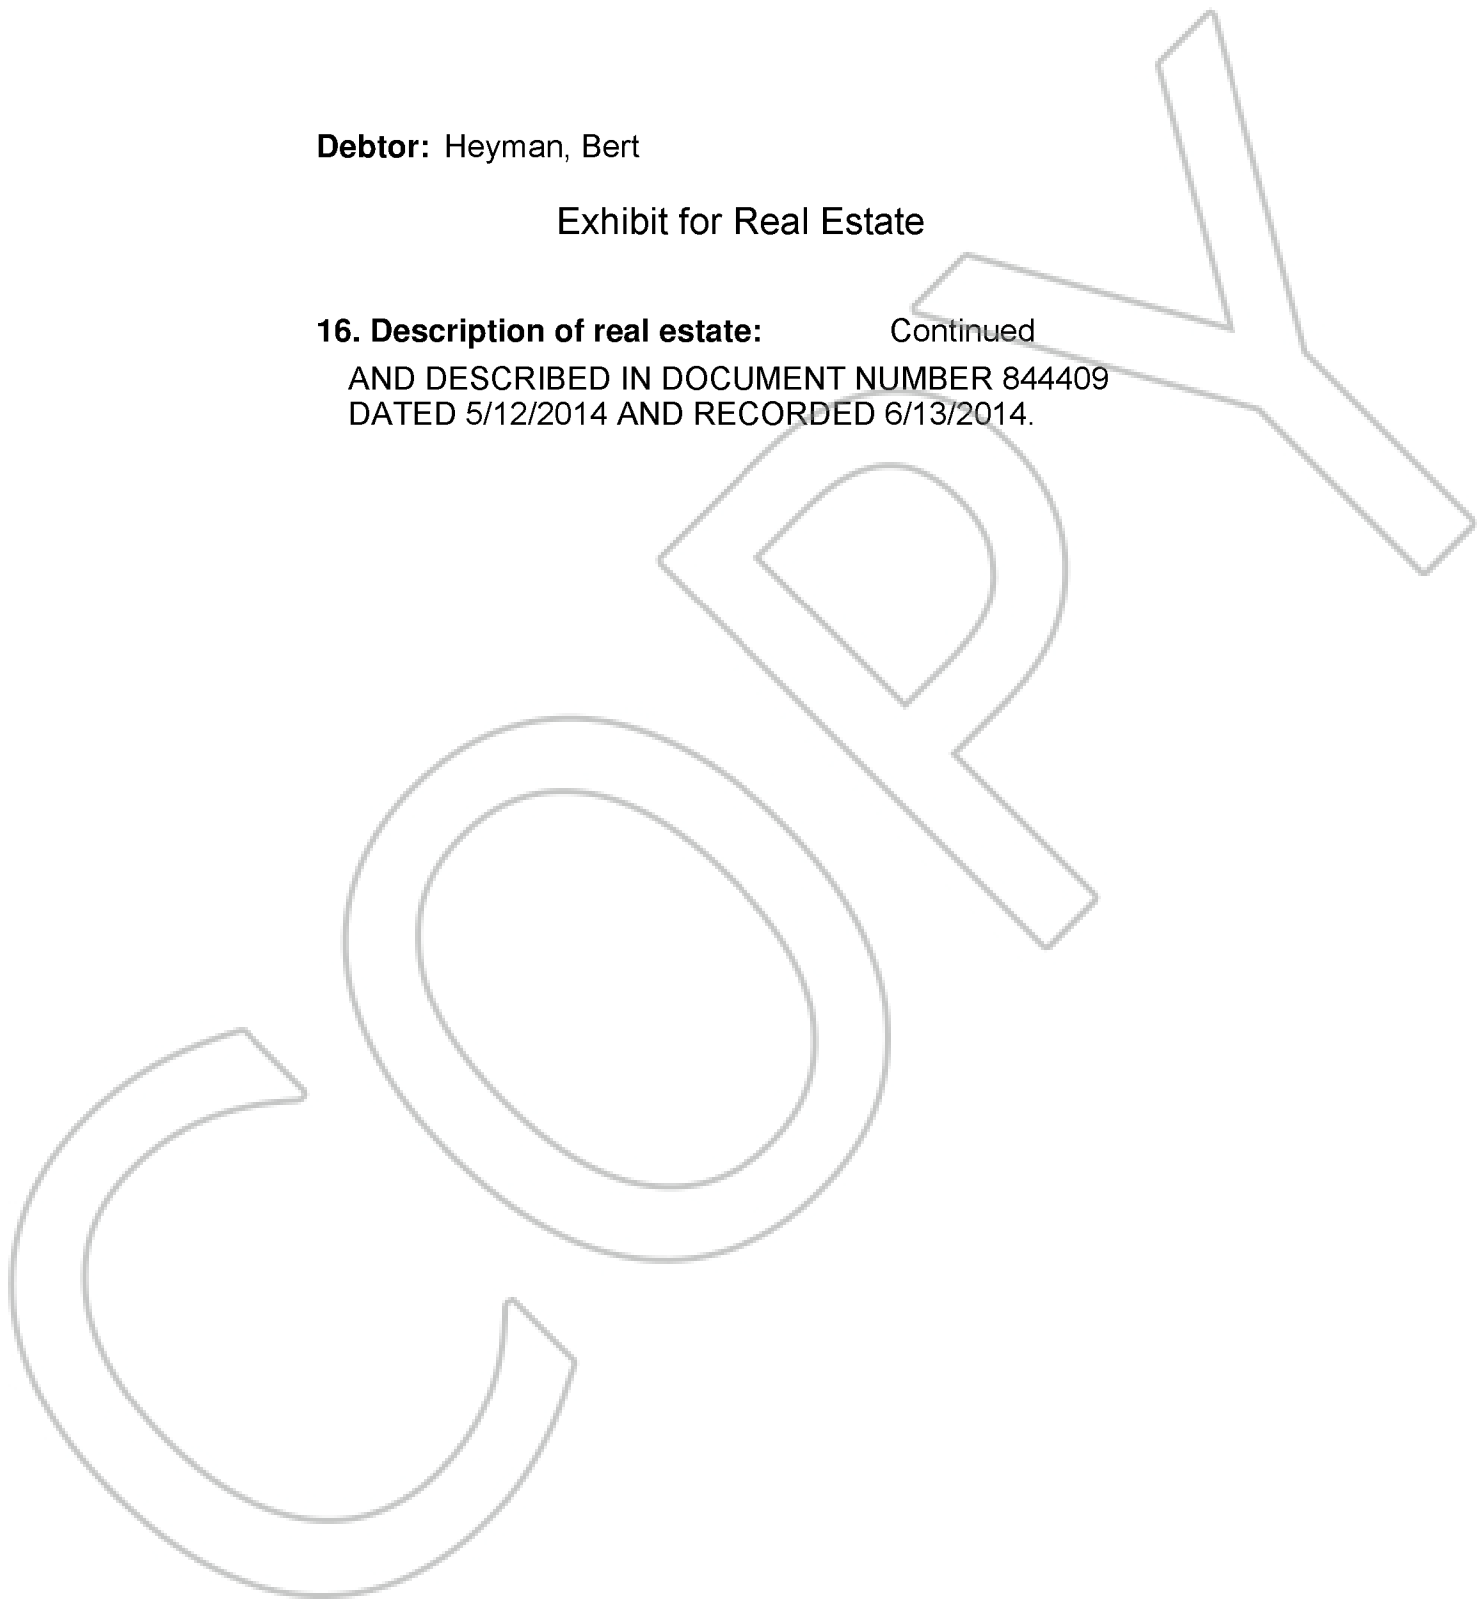 Debtor: Heyman, Bert
Exhibit for Real Estate
16. Description of real estate: Continued
AND DESCRIBED IN DOCUMENT NUMBER 844409
DATED 5/12/2014 AND RECORDED 6/13/2014.
COPY